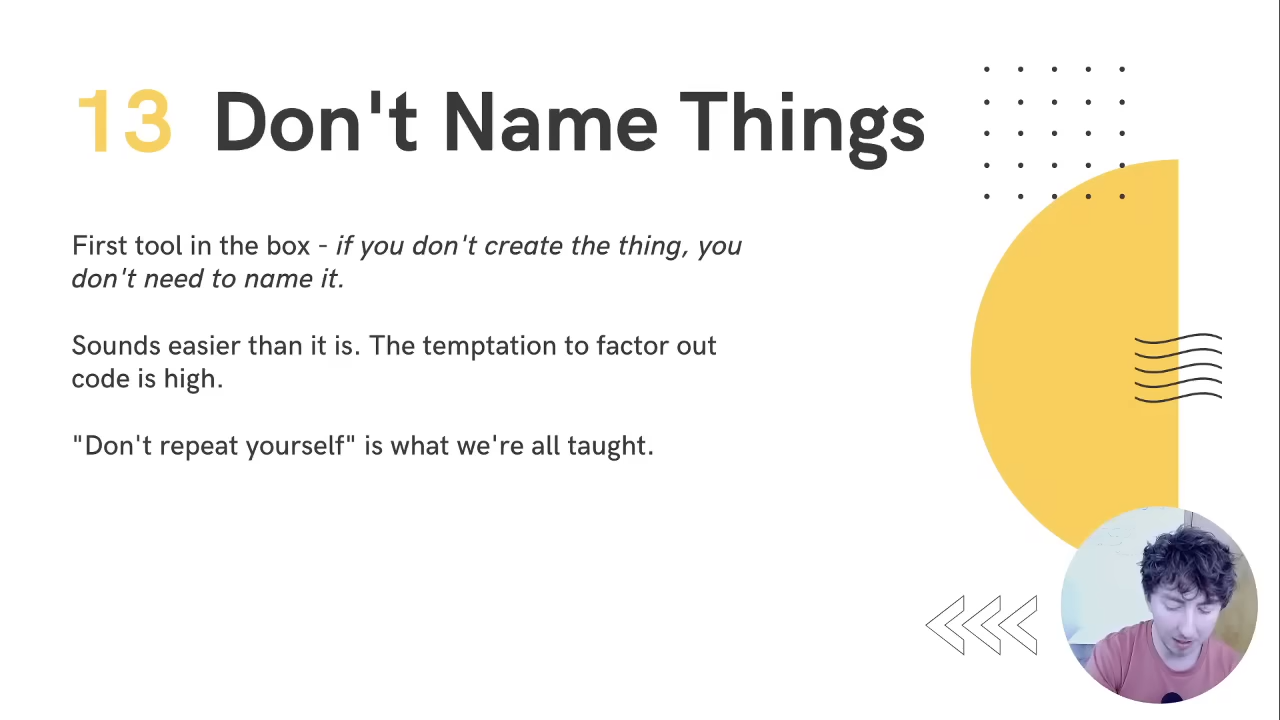 13 Don't Name Things
First tool in the box - if you don't create the thing, you
don't need to name it.
Sounds easier than it is. The temptation to factor out
code is high.
"Don't repeat yourself" is what we're all taught.